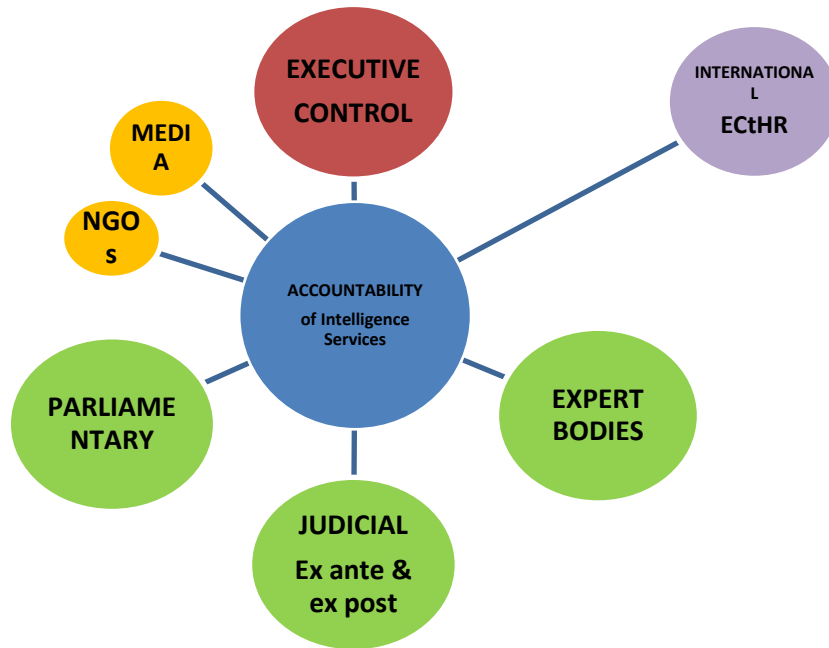 EXECUTIVE
CONTROL
INTERNATIONA
L
ECtHR
MEDI
A
NGO
s
ACCOUNTABILITY
of Intelligence
Services
PARLIAME
NTARY
EXPERT
BODIES
JUDICIAL
Ex ante &
ex post